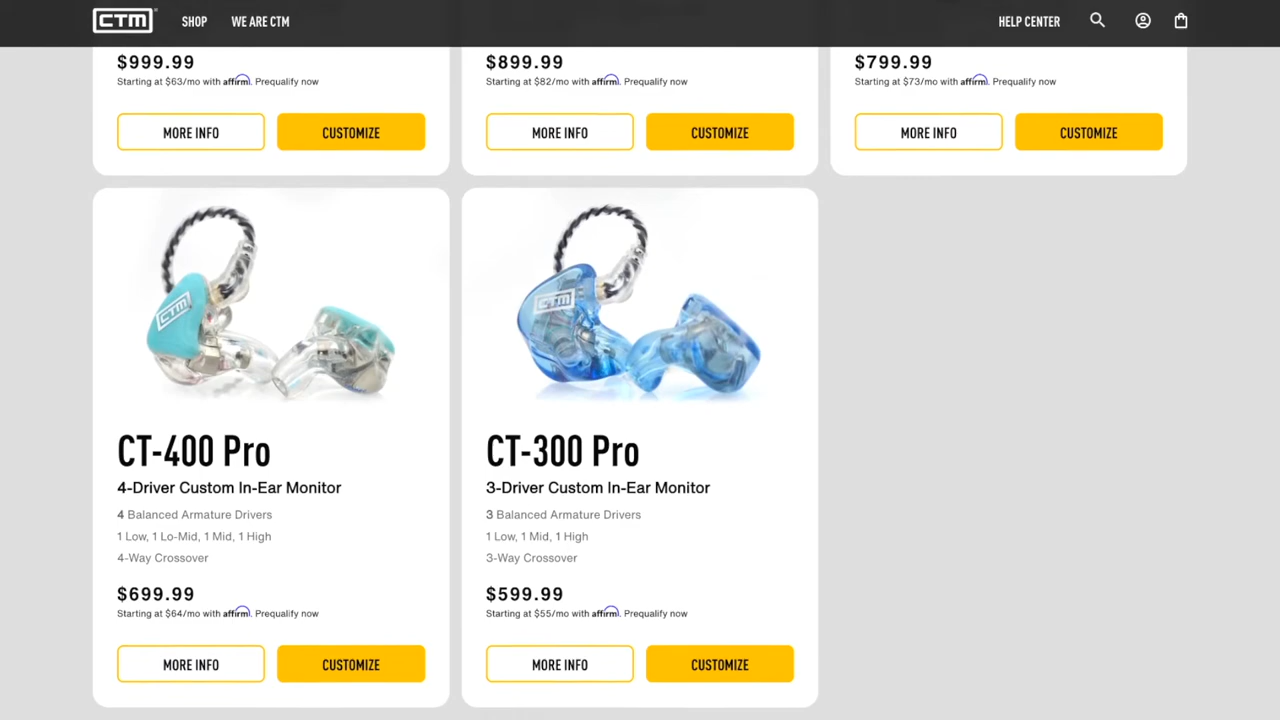 CTM
SHOP
WE ARE CTM
HELP CENTER
$999.99
Starting at $63/mo with affirm. Prequalify now
MORE INFO
CUSTOMIZE
$899.99
Starting at $82/mo with affirm. Prequalify now
MORE INFO
CUSTOMIZE
$799.99
Starting at $73/mo with affirm. Prequalify now
MORE INFO
CUSTOMIZE
CTM
CT-400 Pro
4-Driver Custom In-Ear Monitor
4 Balanced Armature Drivers
1 Low, 1 Lo-Mid, 1 Mid, 1 High
4-Way Crossover
$699.99
Starting at $64/mo with affirm. Prequalify now
MORE INFO
CUSTOMIZE
CTM
CT-300 Pro
3-Driver Custom In-Ear Monitor
3 Balanced Armature Drivers
1 Low, 1 Mid, 1 High
3-Way Crossover
$599.99
Starting at $55/mo with affirm. Prequalify now
MORE INFO
CUSTOMIZE